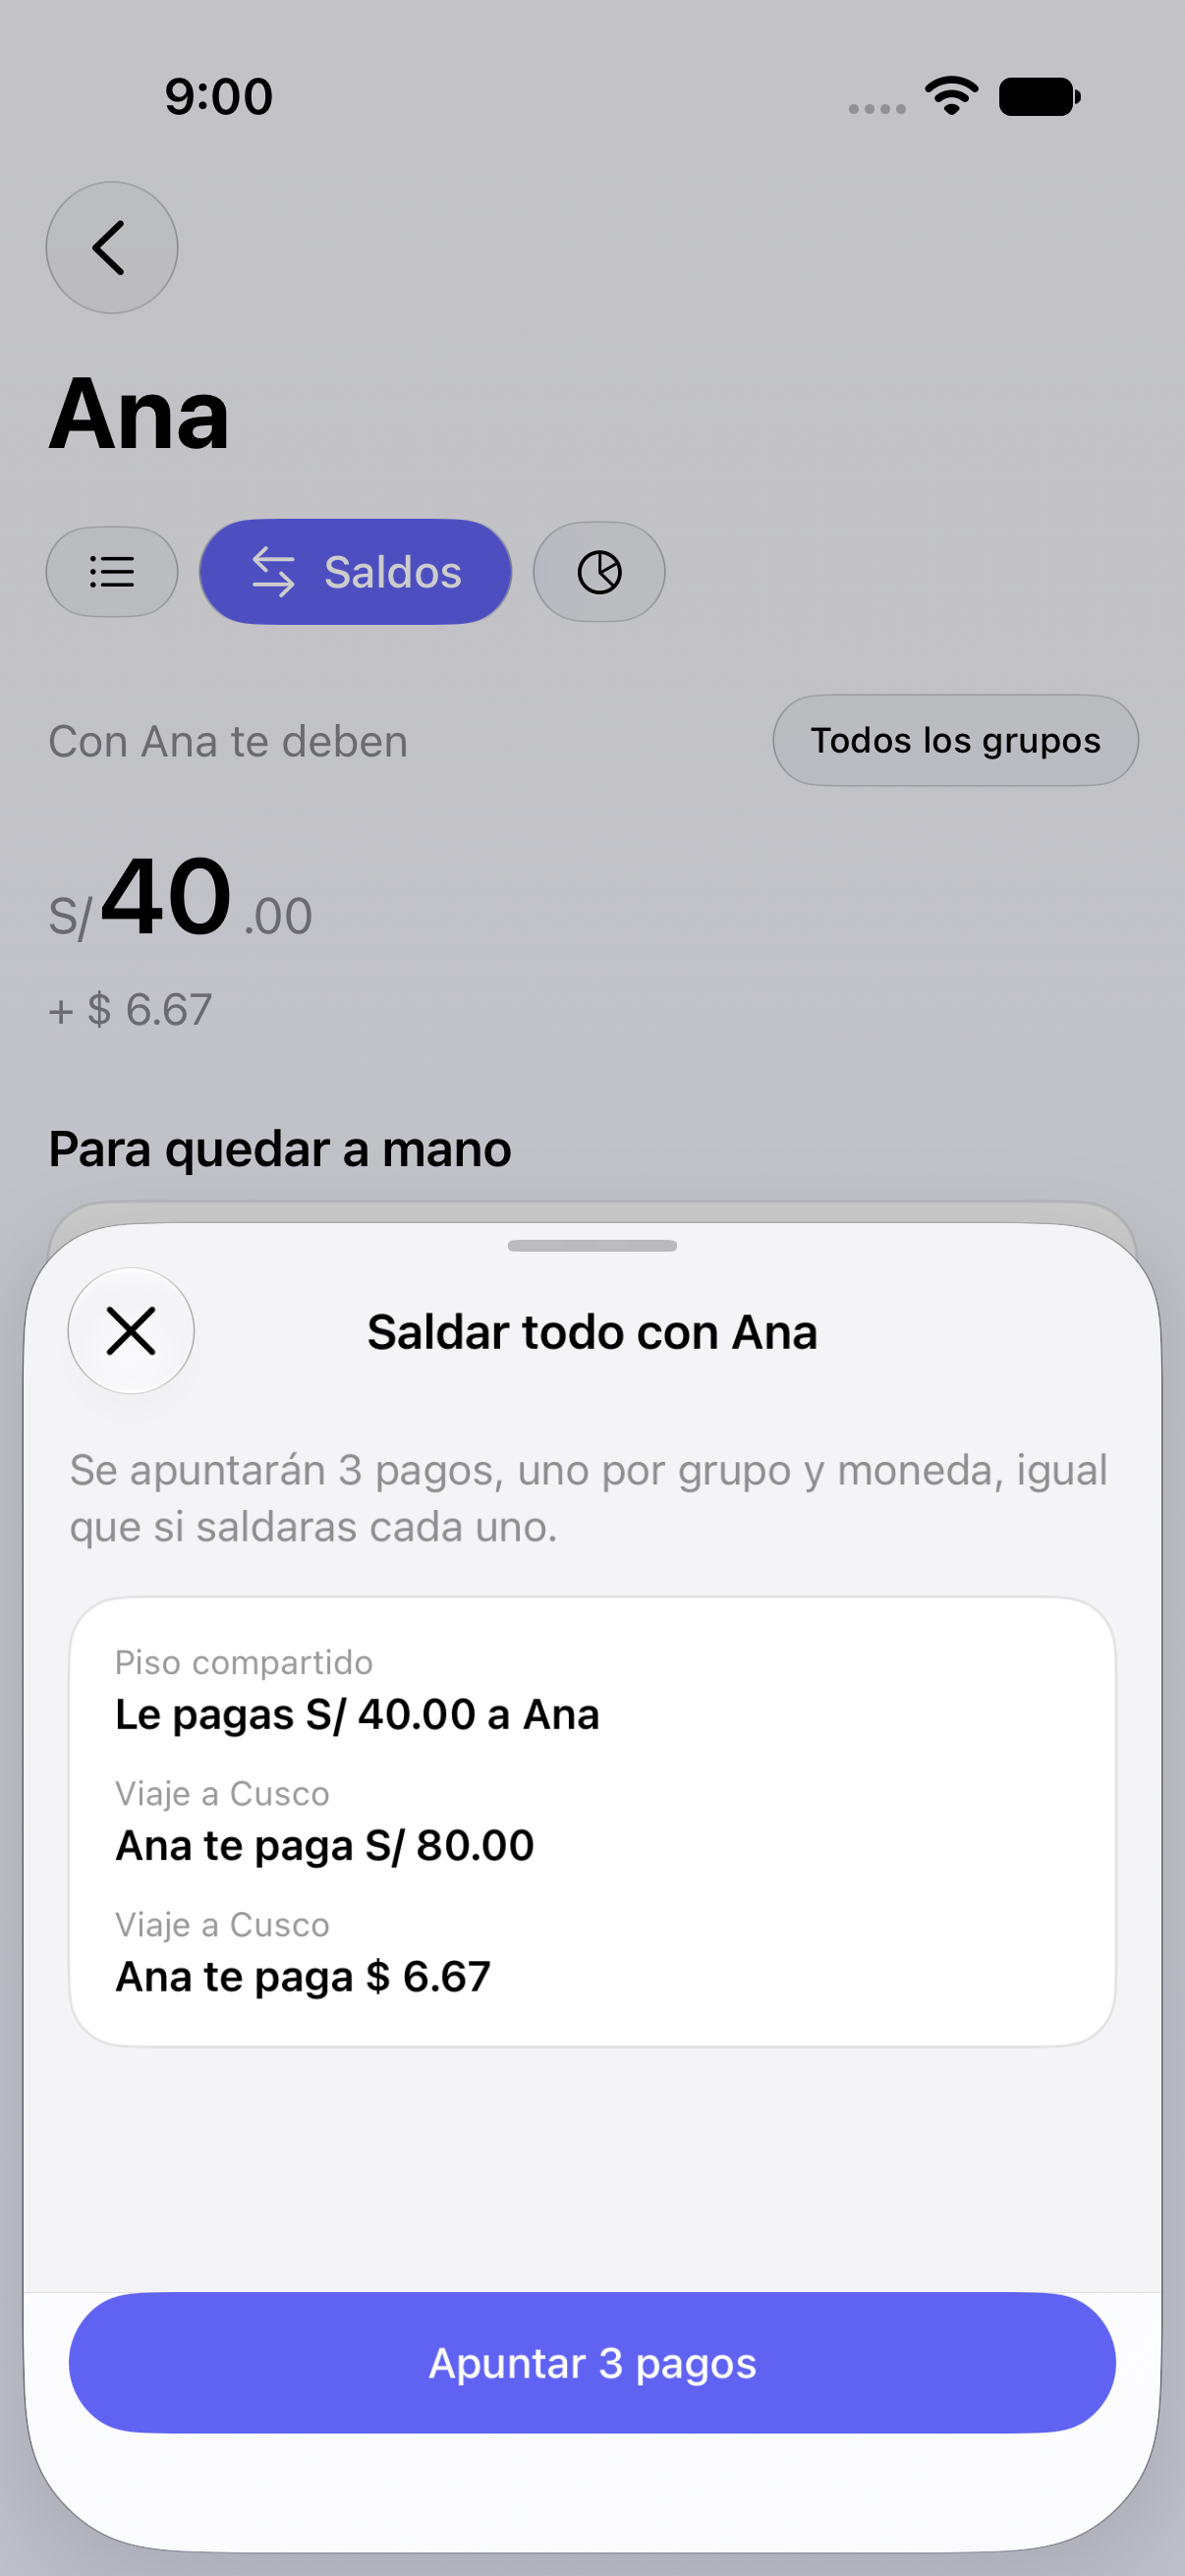 9:00
Ana
Saldos
Con Ana te deben
Todos los grupos
S/40.00
+ $ 6.67
Para quedar a mano
Saldar todo con Ana
Se apuntarán 3 pagos, uno por grupo y moneda, igual
que si saldaras cada uno.
Piso compartido
Le pagas S/ 40.00 a Ana
Viaje a Cusco
Ana te paga S/ 80.00
Viaje a Cusco
Ana te paga $ 6.67
Apuntar 3 pagos